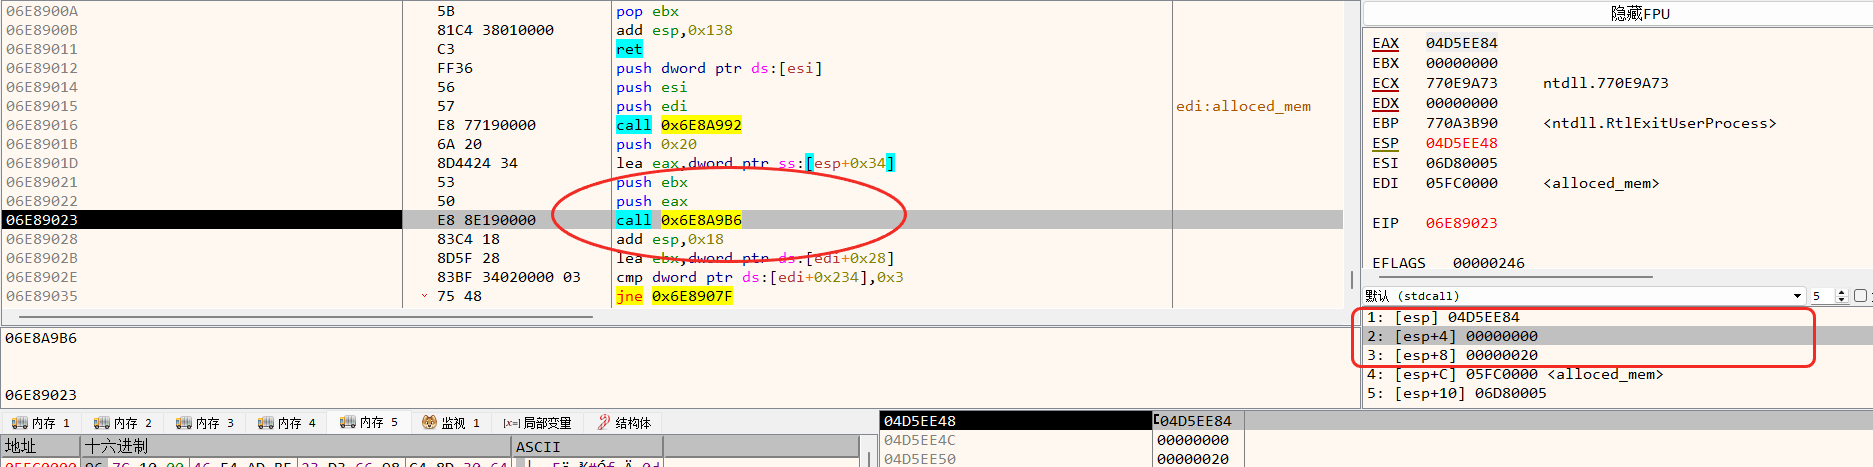 06E8900A 5B pop ebx
06E8900B 81C4 38010000 add esp,0x138
06E89011 C3 ret
06E89012 FF36 push dword ptr ds:[esi]
06E89014 56 push esi
06E89015 57 push edi edi:alloced_mem
06E89016 E8 77190000 call 0x6E8A992
06E8901B 6A 20 push 0x20
06E8901D 8D4424 34 lea eax,dword ptr ss:[esp+0x34]
06E89021 53 push ebx
06E89022 50 push eax
06E89023 E8 8E190000 call 0x6E8A9B6
06E89028 83C4 18 add esp,0x18
06E8902B 8D5F 28 lea ebx,dword ptr ds:[edi+0x28]
06E8902E 83BF 34020000 03 cmp dword ptr ds:[edi+0x234],0x3
06E89035 75 48 jne 0x6E8907F
隐藏FPU
EAX 04D5EE84
EBX 00000000
ECX 770E9A73 ntdll.770E9A73
EDX 00000000
EBP 770A3B90 <ntdll.RtlExitUserProcess>
ESP 04D5EE48
ESI 06D80005
EDI 05FC0000 <alloced_mem>
EIP 06E89023
EFLAGS 00000246
默认 (stdcall) 5
1: [esp] 04D5EE84
2: [esp+4] 00000000
3: [esp+8] 00000020
4: [esp+C] 05FC0000 <alloced_mem>
5: [esp+10] 06D80005
06E8A9B6
06E89023
内存 1 内存 2 内存 3 内存 4 内存 5 监视 1 [x=] 局部变量 结构体
地址 十六进制 ASCII
04D5EE48 04D5EE84
04D5EE4C 00000000
04D5EE50 00000020